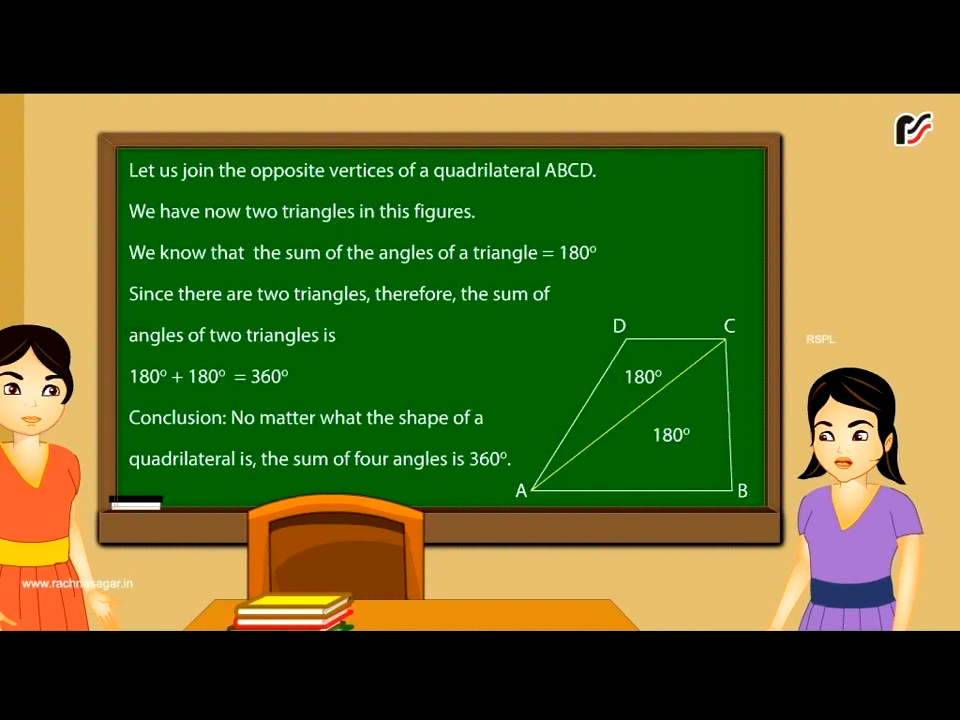 Let us join the opposite vertices of a quadrilateral ABCD.
We have now two triangles in this figures.
We know that the sum of the angles of a triangle = 180º
Since there are two triangles, therefore, the sum of
angles of two triangles is
180º + 180º = 360º
Conclusion: No matter what the shape of a
quadrilateral is, the sum of four angles is 360º.
D C
180º
180º
A B
RSPL
www.rachnasagar.in